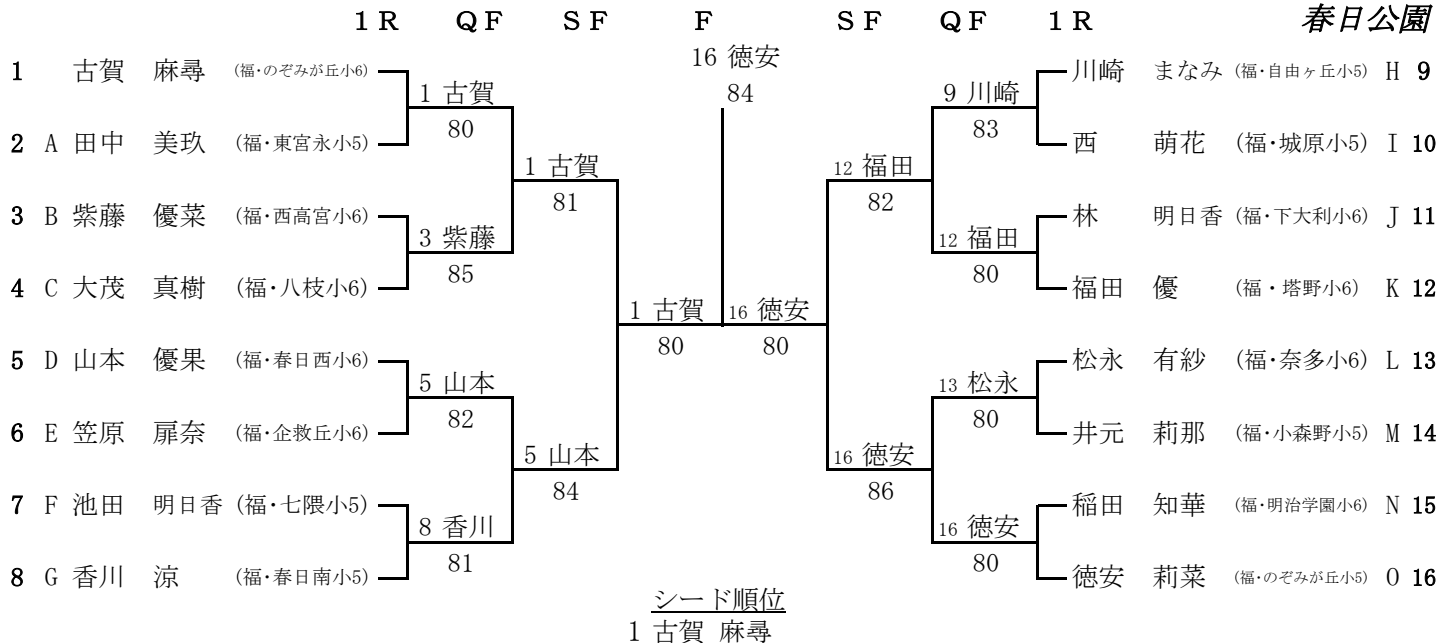 1 R QF SF F SF QF 1 R 春日公園
16 徳安
84
1 古賀 麻尋 (福・のぞみが丘小6) 川崎 まなみ (福・自由ヶ丘小5) H 9
1 古賀 9 川崎
80 83
2 A 田中 美玖 (福・東宮永小5) 西 萌花 (福・城原小5) I 10
1 古賀 12 福田
81 82
3 B 紫藤 優菜 (福・西高宮小6) 林 明日香 (福・下大利小6) J 11
3 紫藤 12 福田
85 80
4 C 大茂 真樹 (福・八枝小6) 福田 優 (福・塔野小6) K 12
1 古賀 16 徳安
80 80
5 D 山本 優果 (福・春日西小6) 松永 有紗 (福・奈多小6) L 13
5 山本 13 松永
82 80
6 E 笠原 扉奈 (福・企救丘小6) 井元 莉那 (福・小森野小5) M 14
5 山本 16 徳安
84 86
7 F 池田 明日香 (福・七隈小5) 稲田 知華 (福・明治学園小6) N 15
8 香川 16 徳安
81 80
8 G 香川 涼 (福・春日南小5) 徳安 莉菜 (福・のぞみが丘小5) O 16
シード順位
1 古賀 麻尋